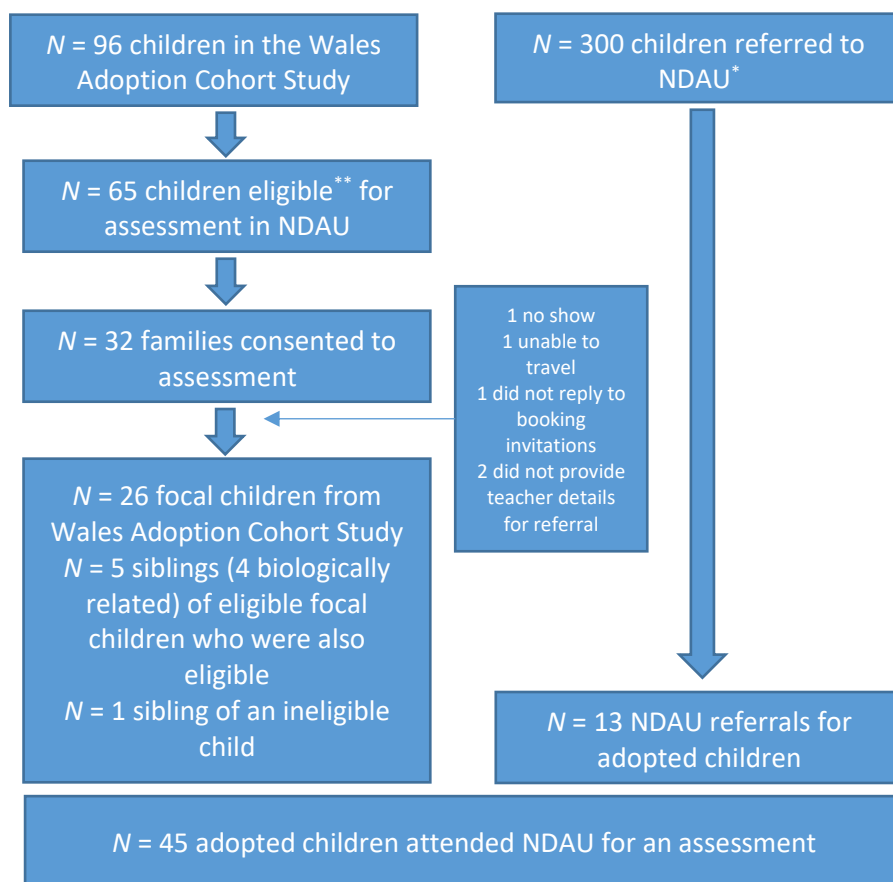 N = 96 children in the Wales
Adoption Cohort Study
N = 300 children referred to
NDAU*
N = 65 children eligible** for
assessment in NDAU
N = 32 families consented to
assessment
1 no show
1 unable to
travel
1 did not reply to
booking
invitations
2 did not provide
teacher details
for referral
N = 26 focal children from
Wales Adoption Cohort Study
N = 5 siblings (4 biologically
related) of eligible focal
children who were also
eligible
N = 1 sibling of an ineligible
child
N = 13 NDAU referrals for
adopted children
N = 45 adopted children attended NDAU for an assessment